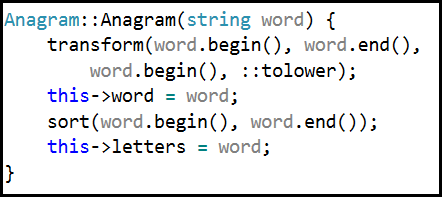 Anagram::Anagram(string word) {
    transform(word.begin(), word.end(),
        word.begin(), ::tolower);
    this->word = word;
    sort(word.begin(), word.end());
    this->letters = word;
}